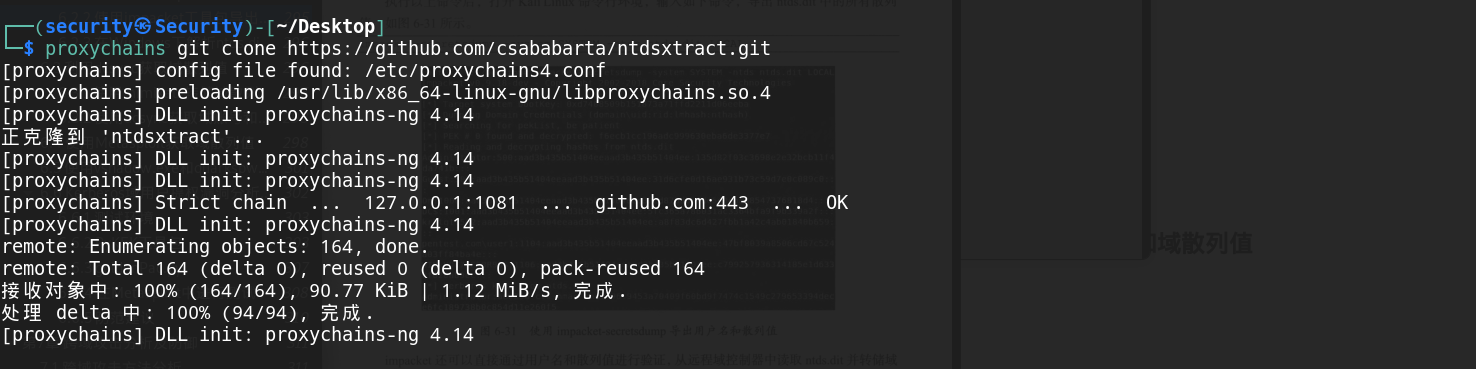 ┌──(security㉿Security)-[~/Desktop]
└─$ proxychains git clone https://github.com/csababarta/ntdsxtract.git
[proxychains] config file found: /etc/proxychains4.conf
[proxychains] preloading /usr/lib/x86_64-linux-gnu/libproxychains.so.4
[proxychains] DLL init: proxychains-ng 4.14
正克隆到 'ntdsxtract'...
[proxychains] DLL init: proxychains-ng 4.14
[proxychains] DLL init: proxychains-ng 4.14
[proxychains] Strict chain  ...  127.0.0.1:1081  ...  github.com:443  ...  OK
[proxychains] DLL init: proxychains-ng 4.14
remote: Enumerating objects: 164, done.
remote: Total 164 (delta 0), reused 0 (delta 0), pack-reused 164
接收对象中: 100% (164/164), 90.77 KiB | 1.12 MiB/s, 完成.
处理 delta 中: 100% (94/94), 完成.
[proxychains] DLL init: proxychains-ng 4.14
域散列值